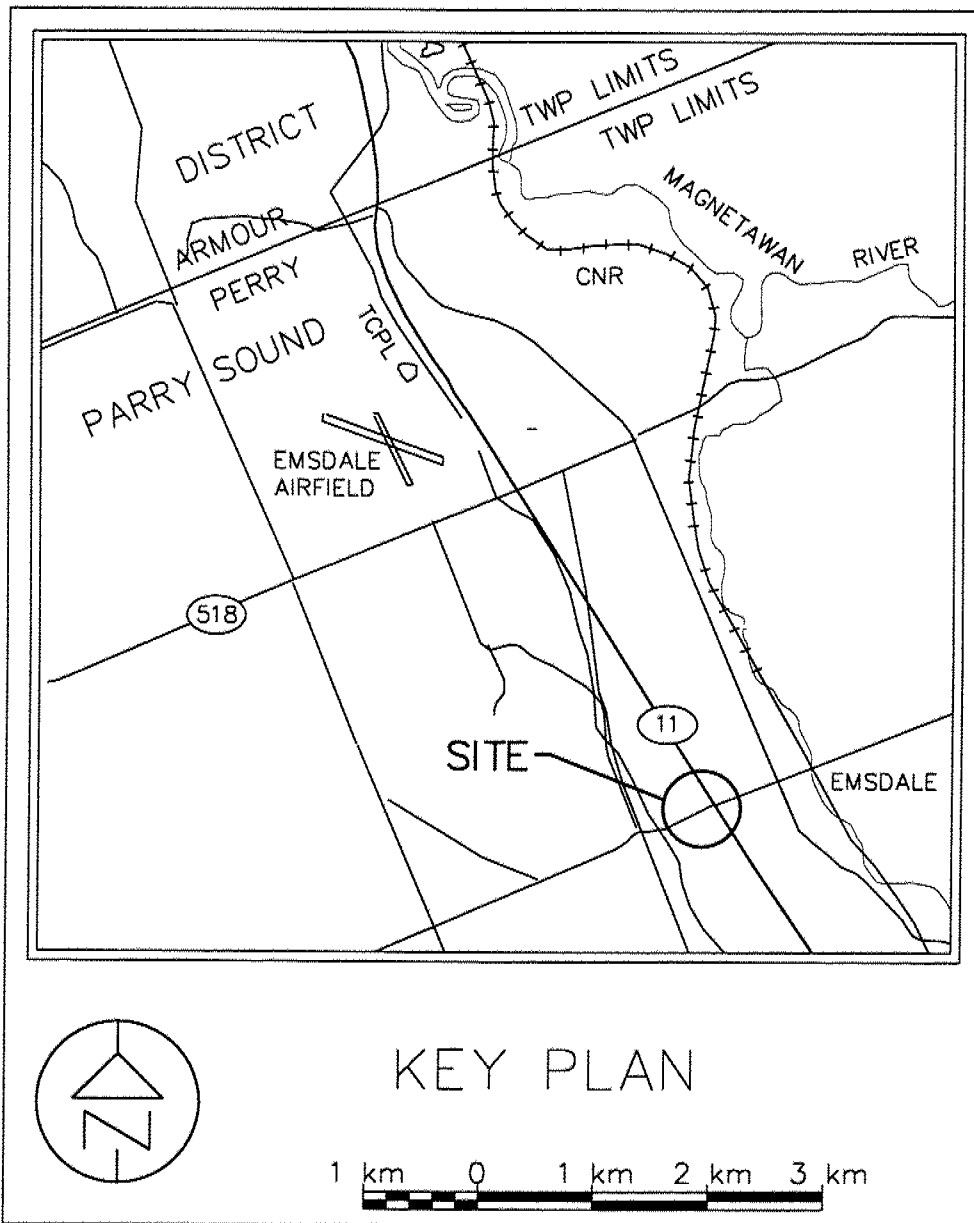 TWP LIMITS
TWP LIMITS
DISTRICT
MAGNETAWAN
RIVER
ARMOUR
PERRY
CNR
TCPL
PARRY SOUND
EMSDALE
AIRFIELD
518
11
SITE
EMSDALE
KEY PLAN
N
1 km 0 1 km 2 km 3 km